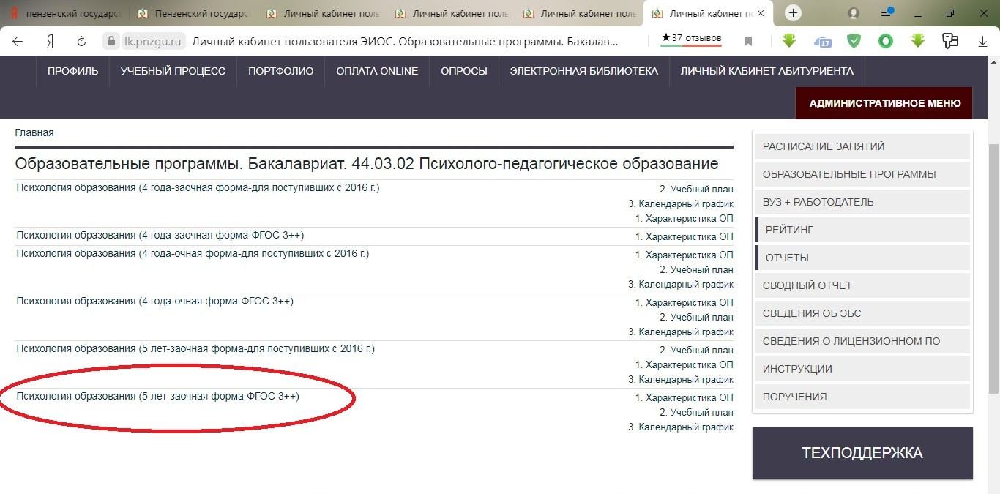 пензенский государст
Пензенский государс
Личный кабинет поль
Личный кабинет поль
Личный кабинет поль
Личный кабинет по
lk.pnzgu.ru Личный кабинет пользователя ЭИОС. Образовательные программы. Бакалав... ★37 отзывов 17
ПРОФИЛЬ УЧЕБНЫЙ ПРОЦЕСС ПОРТФОЛИО ОПЛАТА ONLINE ОПРОСЫ ЭЛЕКТРОННАЯ БИБЛИОТЕКА ЛИЧНЫЙ КАБИНЕТ АБИТУРИЕНТА
АДМИНИСТРАТИВНОЕ МЕНЮ
Главная
Образовательные программы. Бакалавриат. 44.03.02 Психолого-педагогическое образование
Психология образования (4 года-заочная форма-для поступивших с 2016 г.)
2. Учебный план
3. Календарный график
1. Характеристика ОП
Психология образования (4 года-заочная форма-ФГОС 3++)
1. Характеристика ОП
Психология образования (4 года-очная форма-для поступивших с 2016 г.)
1. Характеристика ОП
2. Учебный план
3. Календарный график
Психология образования (4 года-очная форма-ФГОС 3++)
1. Характеристика ОП
2. Учебный план
3. Календарный график
Психология образования (5 лет-заочная форма-для поступивших с 2016 г.)
2. Учебный план
1. Характеристика ОП
3. Календарный график
Психология образования (5 лет-заочная форма-ФГОС 3++)
1. Характеристика ОП
2. Учебный план
3. Календарный график
РАСПИСАНИЕ ЗАНЯТИЙ
ОБРАЗОВАТЕЛЬНЫЕ ПРОГРАММЫ
ВУЗ + РАБОТОДАТЕЛЬ
РЕЙТИНГ
ОТЧЕТЫ
СВОДНЫЙ ОТЧЕТ
СВЕДЕНИЯ ОБ ЭБС
СВЕДЕНИЯ О ЛИЦЕНЗИОННОМ ПО
ИНСТРУКЦИИ
ПОРУЧЕНИЯ
ТЕХПОДДЕРЖКА